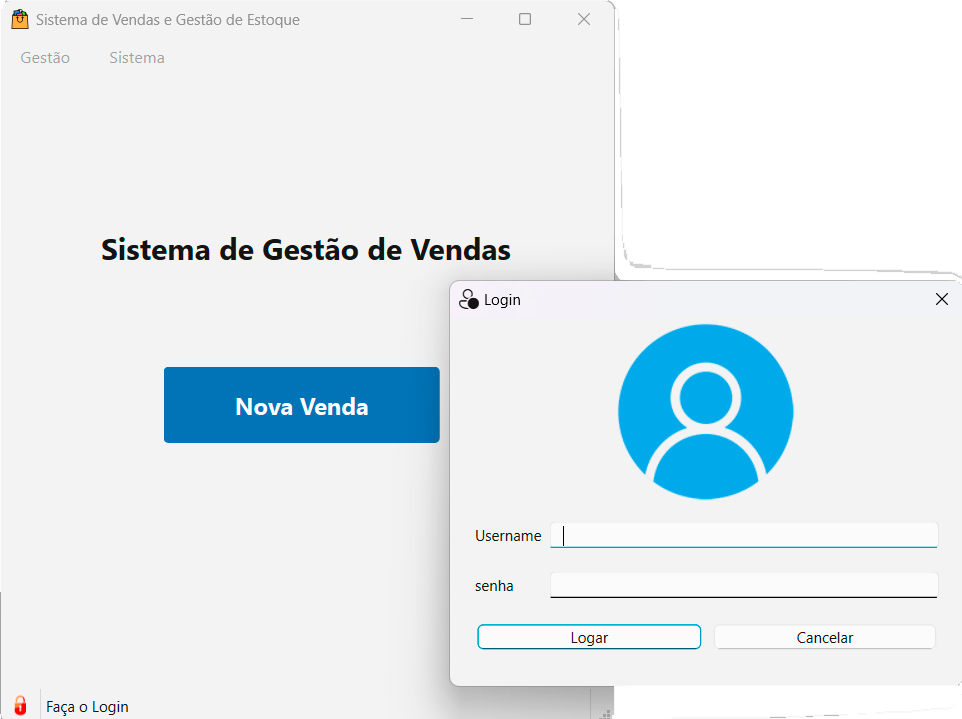 Sistema de Vendas e Gestão de Estoque
Gestão Sistema
Sistema de Gestão de Vendas
Nova Venda
Login
Username
senha
Logar Cancelar
Faça o Login